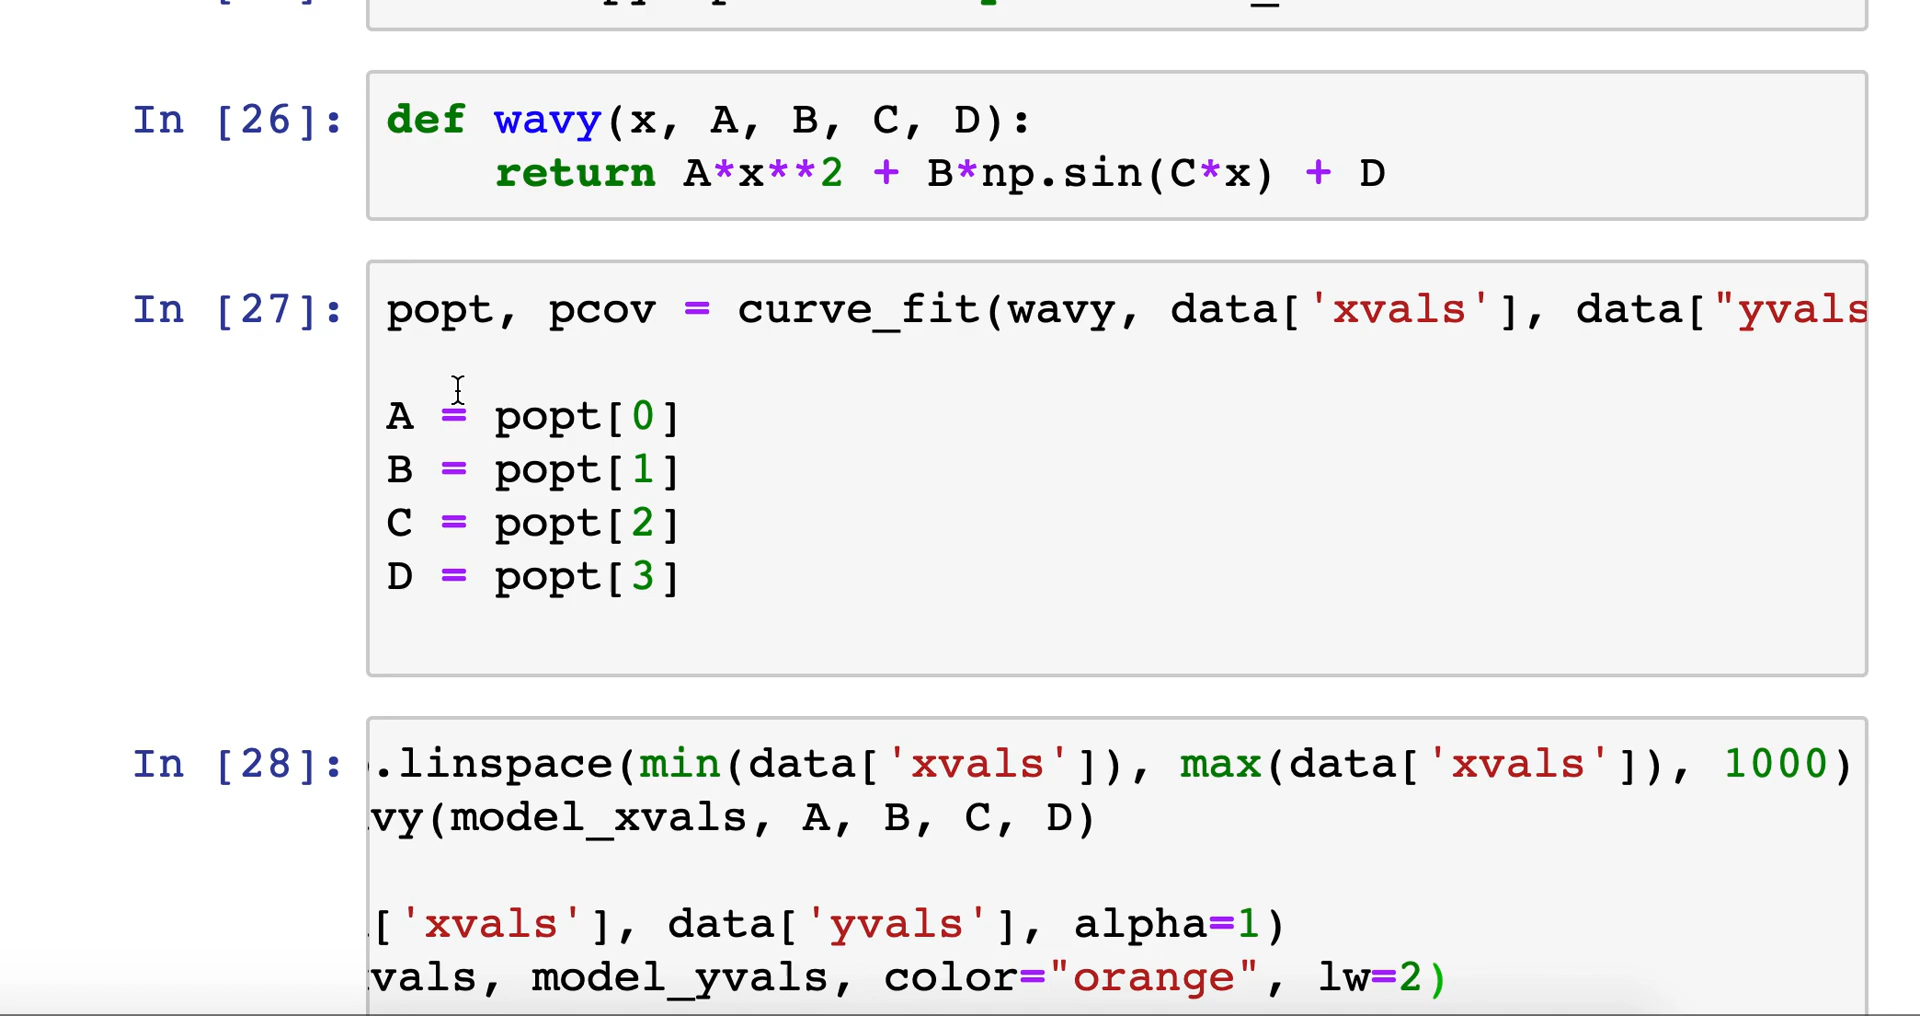 In [26]: def wavy(x, A, B, C, D):
return A*x**2 + B*np.sin(C*x) + D
In [27]: popt, pcov = curve_fit(wavy, data['xvals'], data["yvals
A = popt[0]
B = popt[1]
C = popt[2]
D = popt[3]
In [28]: .linspace(min(data['xvals']), max(data['xvals']), 1000)
vy(model_xvals, A, B, C, D)
['xvals'], data['yvals'], alpha=1)
vals, model_yvals, color="orange", lw=2)